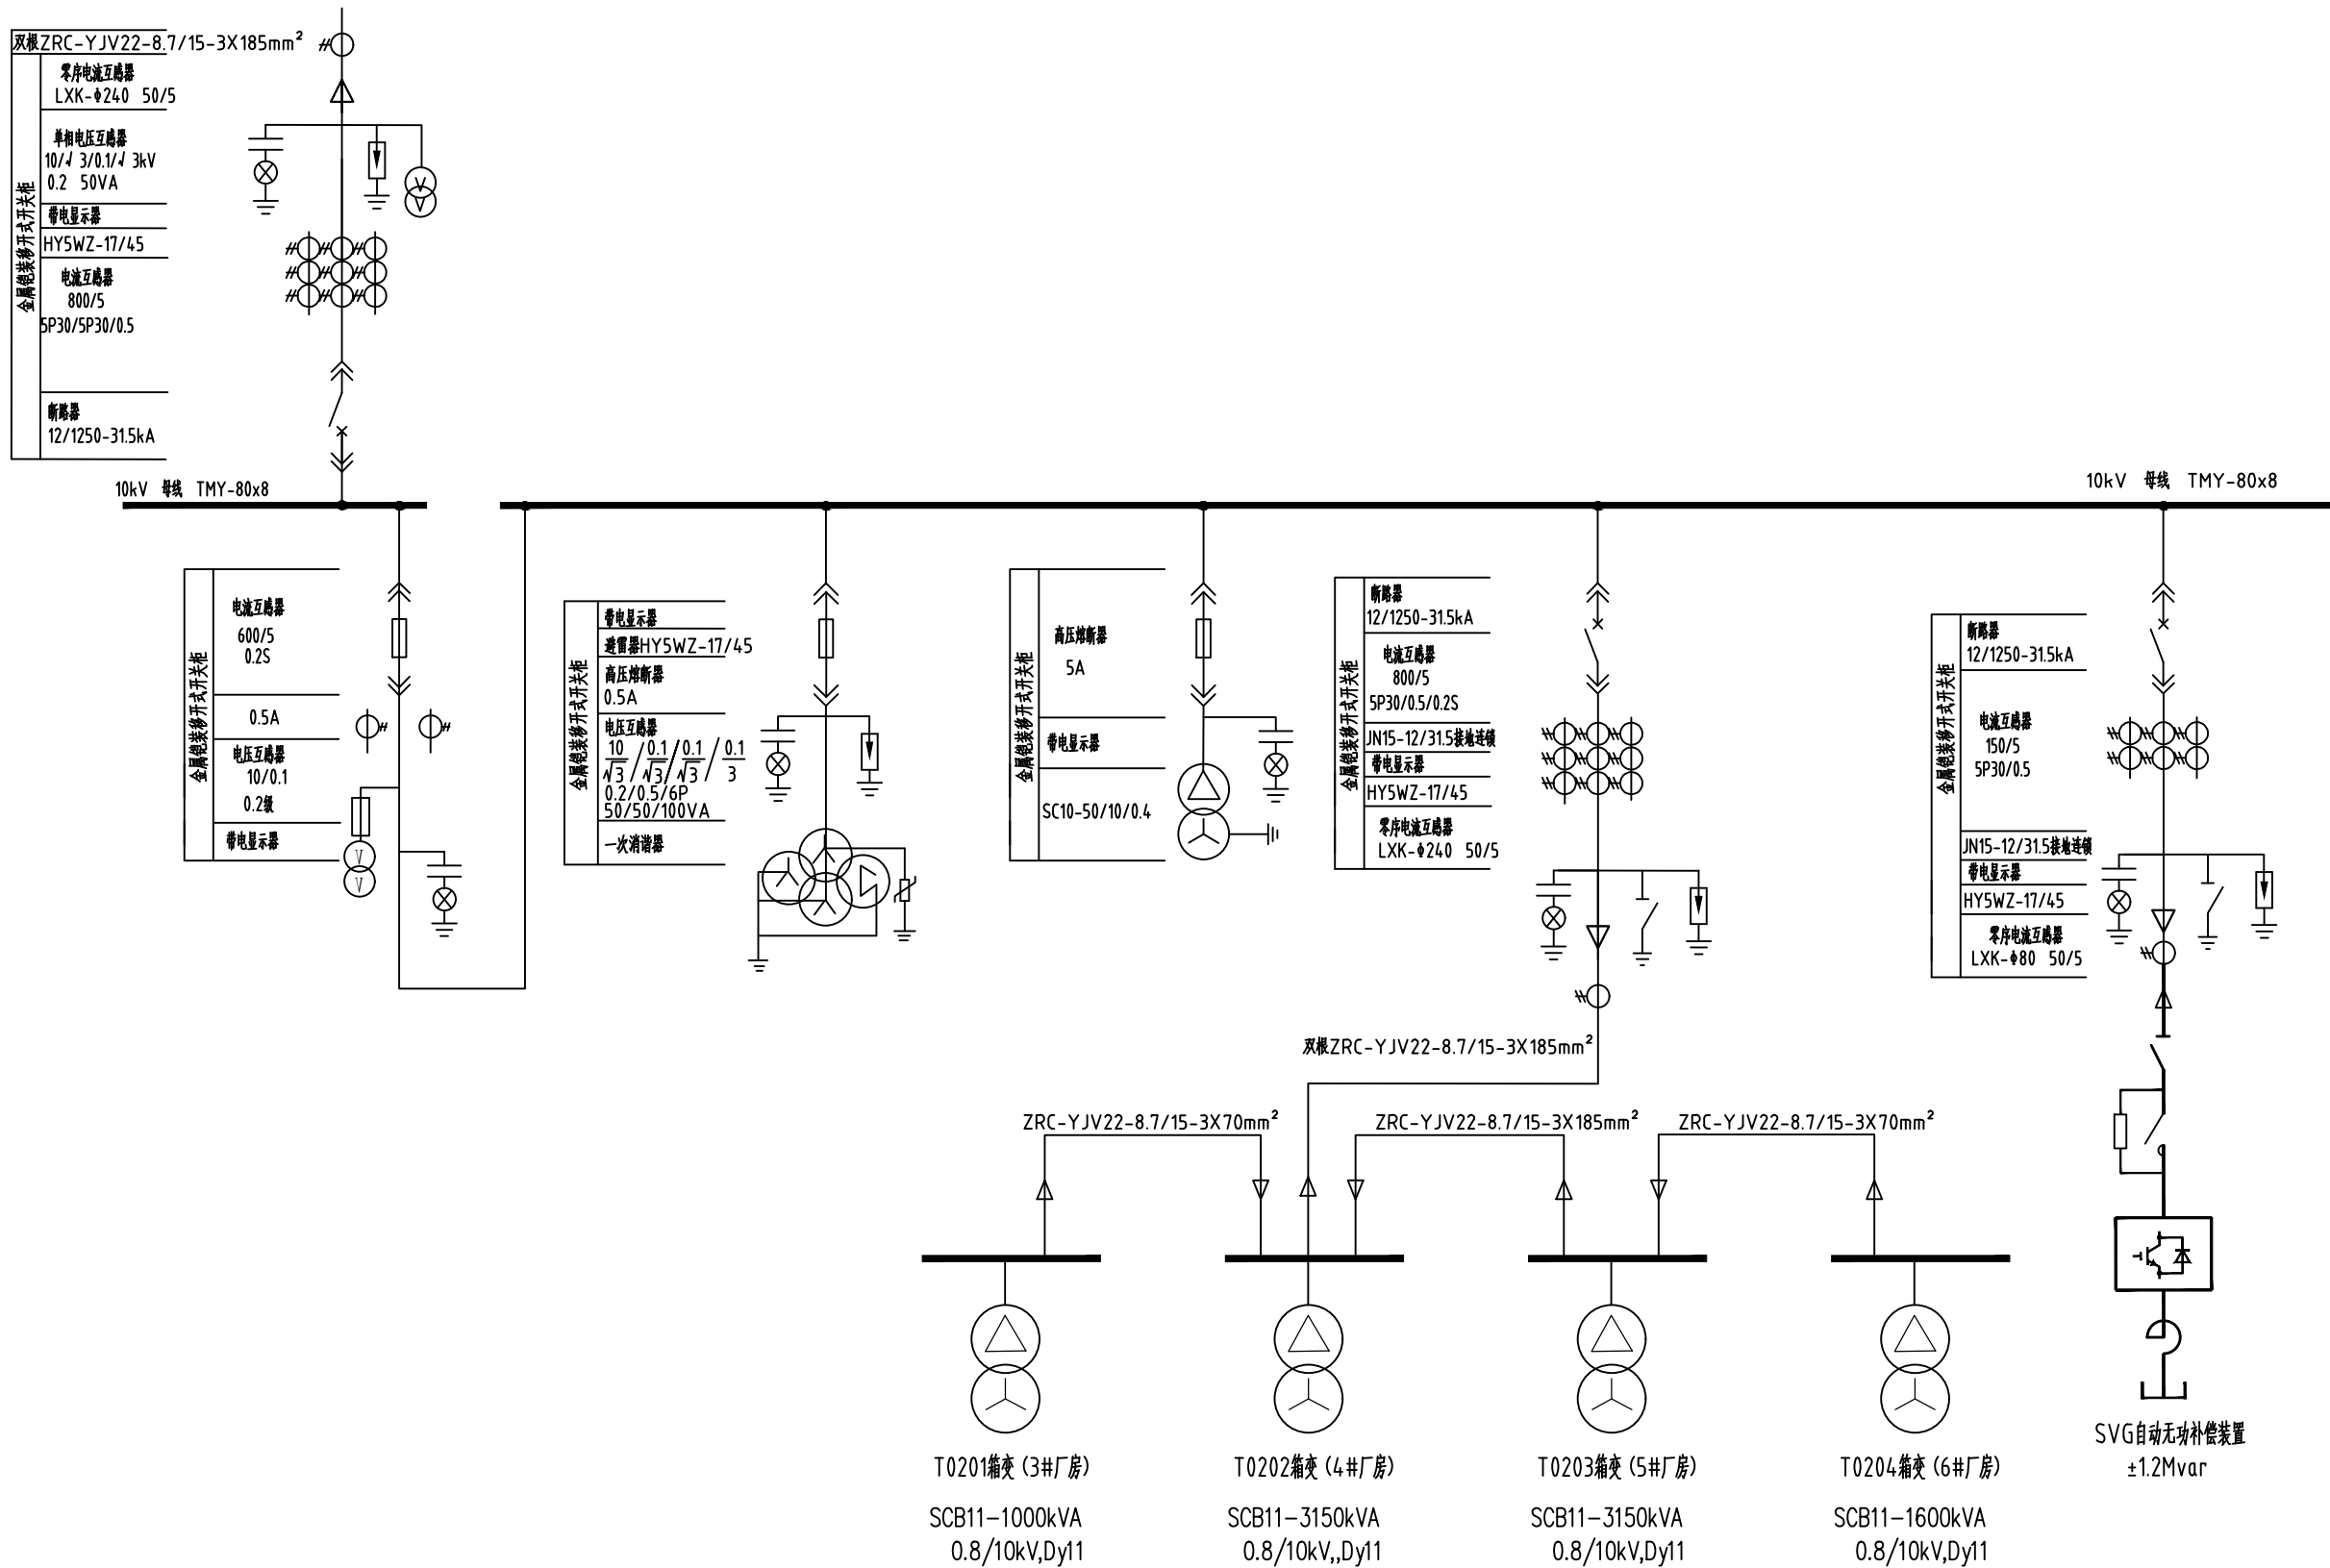 双根ZRC-YJV22-8.7/15-3X185mm²
金属铠装移开式开关柜
零序电流互感器
LXK-Φ240 50/5
单相电压互感器
10/√ 3/0.1/√ 3kV
0.2 50VA
带电显示器
HY5WZ-17/45
电流互感器
800/5
5P30/5P30/0.5
断路器
12/1250-31.5kA
10kV 母线 TMY-80x8
10kV 母线 TMY-80x8
金属铠装移开式开关柜
电流互感器
600/5
0.2S
0.5A
电压互感器
10/0.1
0.2级
带电显示器
V
V
V
V
金属铠装移开式开关柜
带电显示器
避雷器HY5WZ-17/45
高压熔断器
0.5A
电压互感器
10/√3/0.1/√3/0.1/√3/0.1/3
0.2/0.5/6P
50/50/100VA
一次消谐器
金属铠装移开式开关柜
高压熔断器
5A
带电显示器
SC10-50/10/0.4
金属铠装移开式开关柜
断路器
12/1250-31.5kA
电流互感器
800/5
5P30/0.5/0.2S
JN15-12/31.5接地连锁
带电显示器
HY5WZ-17/45
零序电流互感器
LXK-Φ240 50/5
金属铠装移开式开关柜
断路器
12/1250-31.5kA
电流互感器
150/5
5P30/0.5
JN15-12/31.5接地连锁
带电显示器
HY5WZ-17/45
零序电流互感器
LXK-Φ80 50/5
双根ZRC-YJV22-8.7/15-3X185mm²
ZRC-YJV22-8.7/15-3X70mm²
ZRC-YJV22-8.7/15-3X185mm²
ZRC-YJV22-8.7/15-3X70mm²
T0201箱变(3#厂房)
SCB11-1000kVA
0.8/10kV,Dy11
T0202箱变(4#厂房)
SCB11-3150kVA
0.8/10kV,,Dy11
T0203箱变(5#厂房)
SCB11-3150kVA
0.8/10kV,Dy11
T0204箱变(6#厂房)
SCB11-1600kVA
0.8/10kV,Dy11
SVG自动无功补偿装置
±1.2Mvar